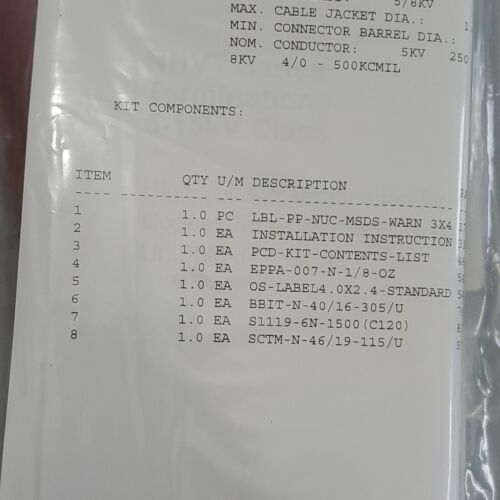 5/8KV
MAX. CABLE JACKET DIA.: 1
MIN. CONNECTOR BARREL DIA.:
NOM. CONDUCTOR: 5KV 250
8KV 4/0 - 500KCMIL
KIT COMPONENTS:
ITEM QTY U/M DESCRIPTION
1 1.0 PC LBL-PP-NUC-MSDS-WARN 3X4
2 1.0 EA INSTALLATION INSTRUCTION
3 1.0 EA PCD-KIT-CONTENTS-LIST
4 1.0 EA EPPA-007-N-1/8-OZ
5 1.0 EA OS-LABEL4.0X2.4-STANDARD
6 1.0 EA BBIT-N-40/16-305/U
7 1.0 EA S1119-6N-1500(C120)
8 1.0 EA SCTM-N-46/19-115/U